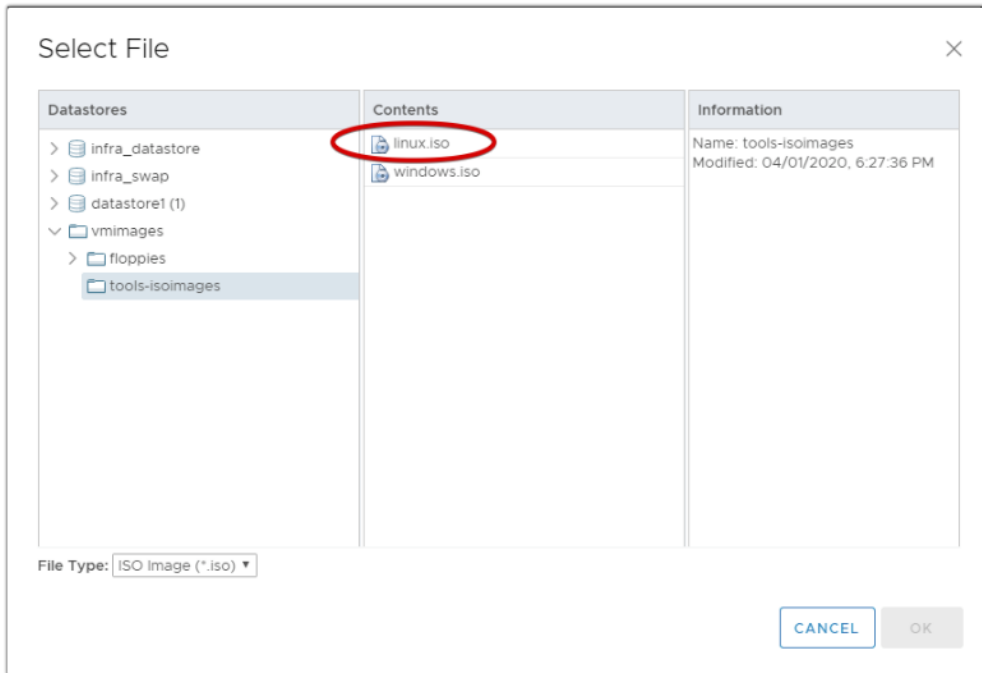 Select File
Datastores
infra_datastore
infra_swap
datastore1 (1)
vmimages
floppies
tools-isoimages
Contents
linux.iso
windows.iso
Information
Name: tools-isoimages
Modified: 04/01/2020, 6:27:36 PM
File Type: ISO Image (*.iso)
CANCEL
OK